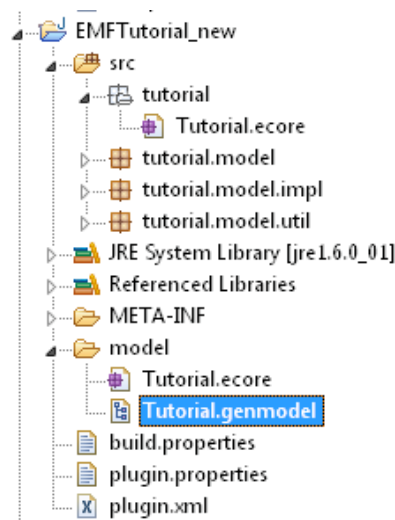 EMFTutorial_new
src
tutorial
Tutorial.ecore
tutorial.model
tutorial.model.impl
tutorial.model.util
JRE System Library [jre1.6.0_01]
Referenced Libraries
META-INF
model
Tutorial.ecore
Tutorial.genmodel
build.properties
plugin.properties
plugin.xml